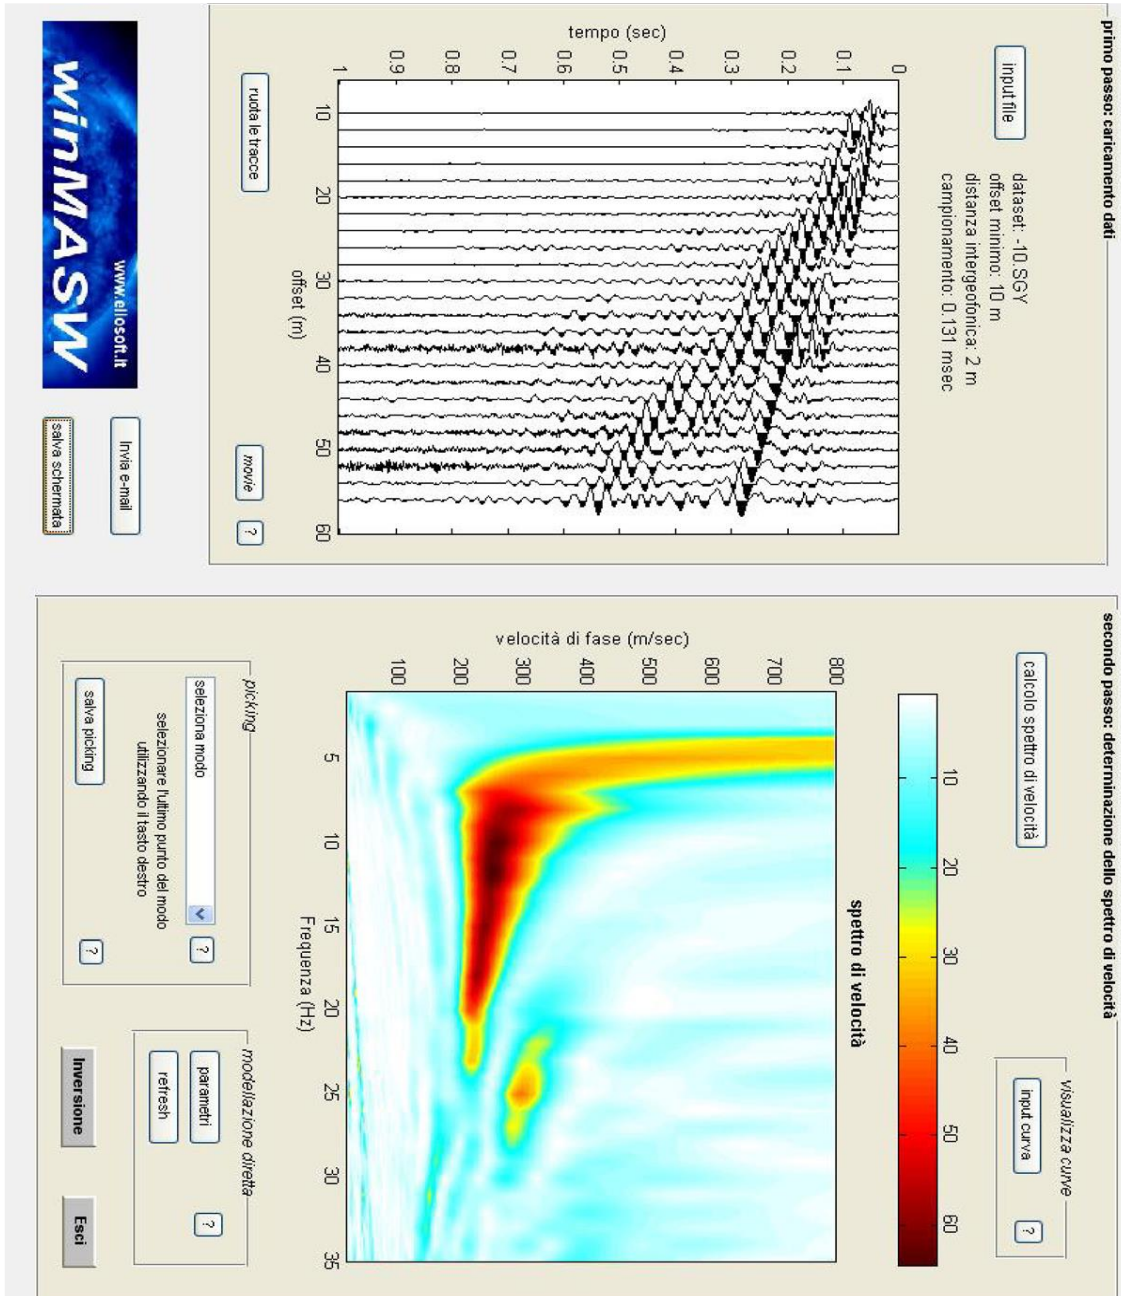 primo passo: caricamento dati
input file
dataset: -10.SGY
offset minimo: 10 m
distanza intergeofonica: 2 m
campionamento: 0.131 msec
tempo (sec)
0
0.1
0.2
0.3
0.4
0.5
0.6
0.7
0.8
0.9
1
10
20
30
40
50
60
offset (m)
ruota le tracce
movie
?
www.eliosoft.it
winMASW
Invia e-mail
salva schermata
secondo passo: determinazione dello spettro di velocità
calcolo spettro di velocità
visualizza curve
input curva
?
10
20
30
40
50
60
spettro di velocità
velocità di fase (m/sec)
800
700
600
500
400
300
200
100
5
10
15
20
25
30
35
Frequenza (Hz)
picking
seleziona modo
?
selezionare l'ultimo punto del modo
utilizzando il tasto destro
salva picking
?
modellazione diretta
parametri
?
refresh
Inversione
Esci